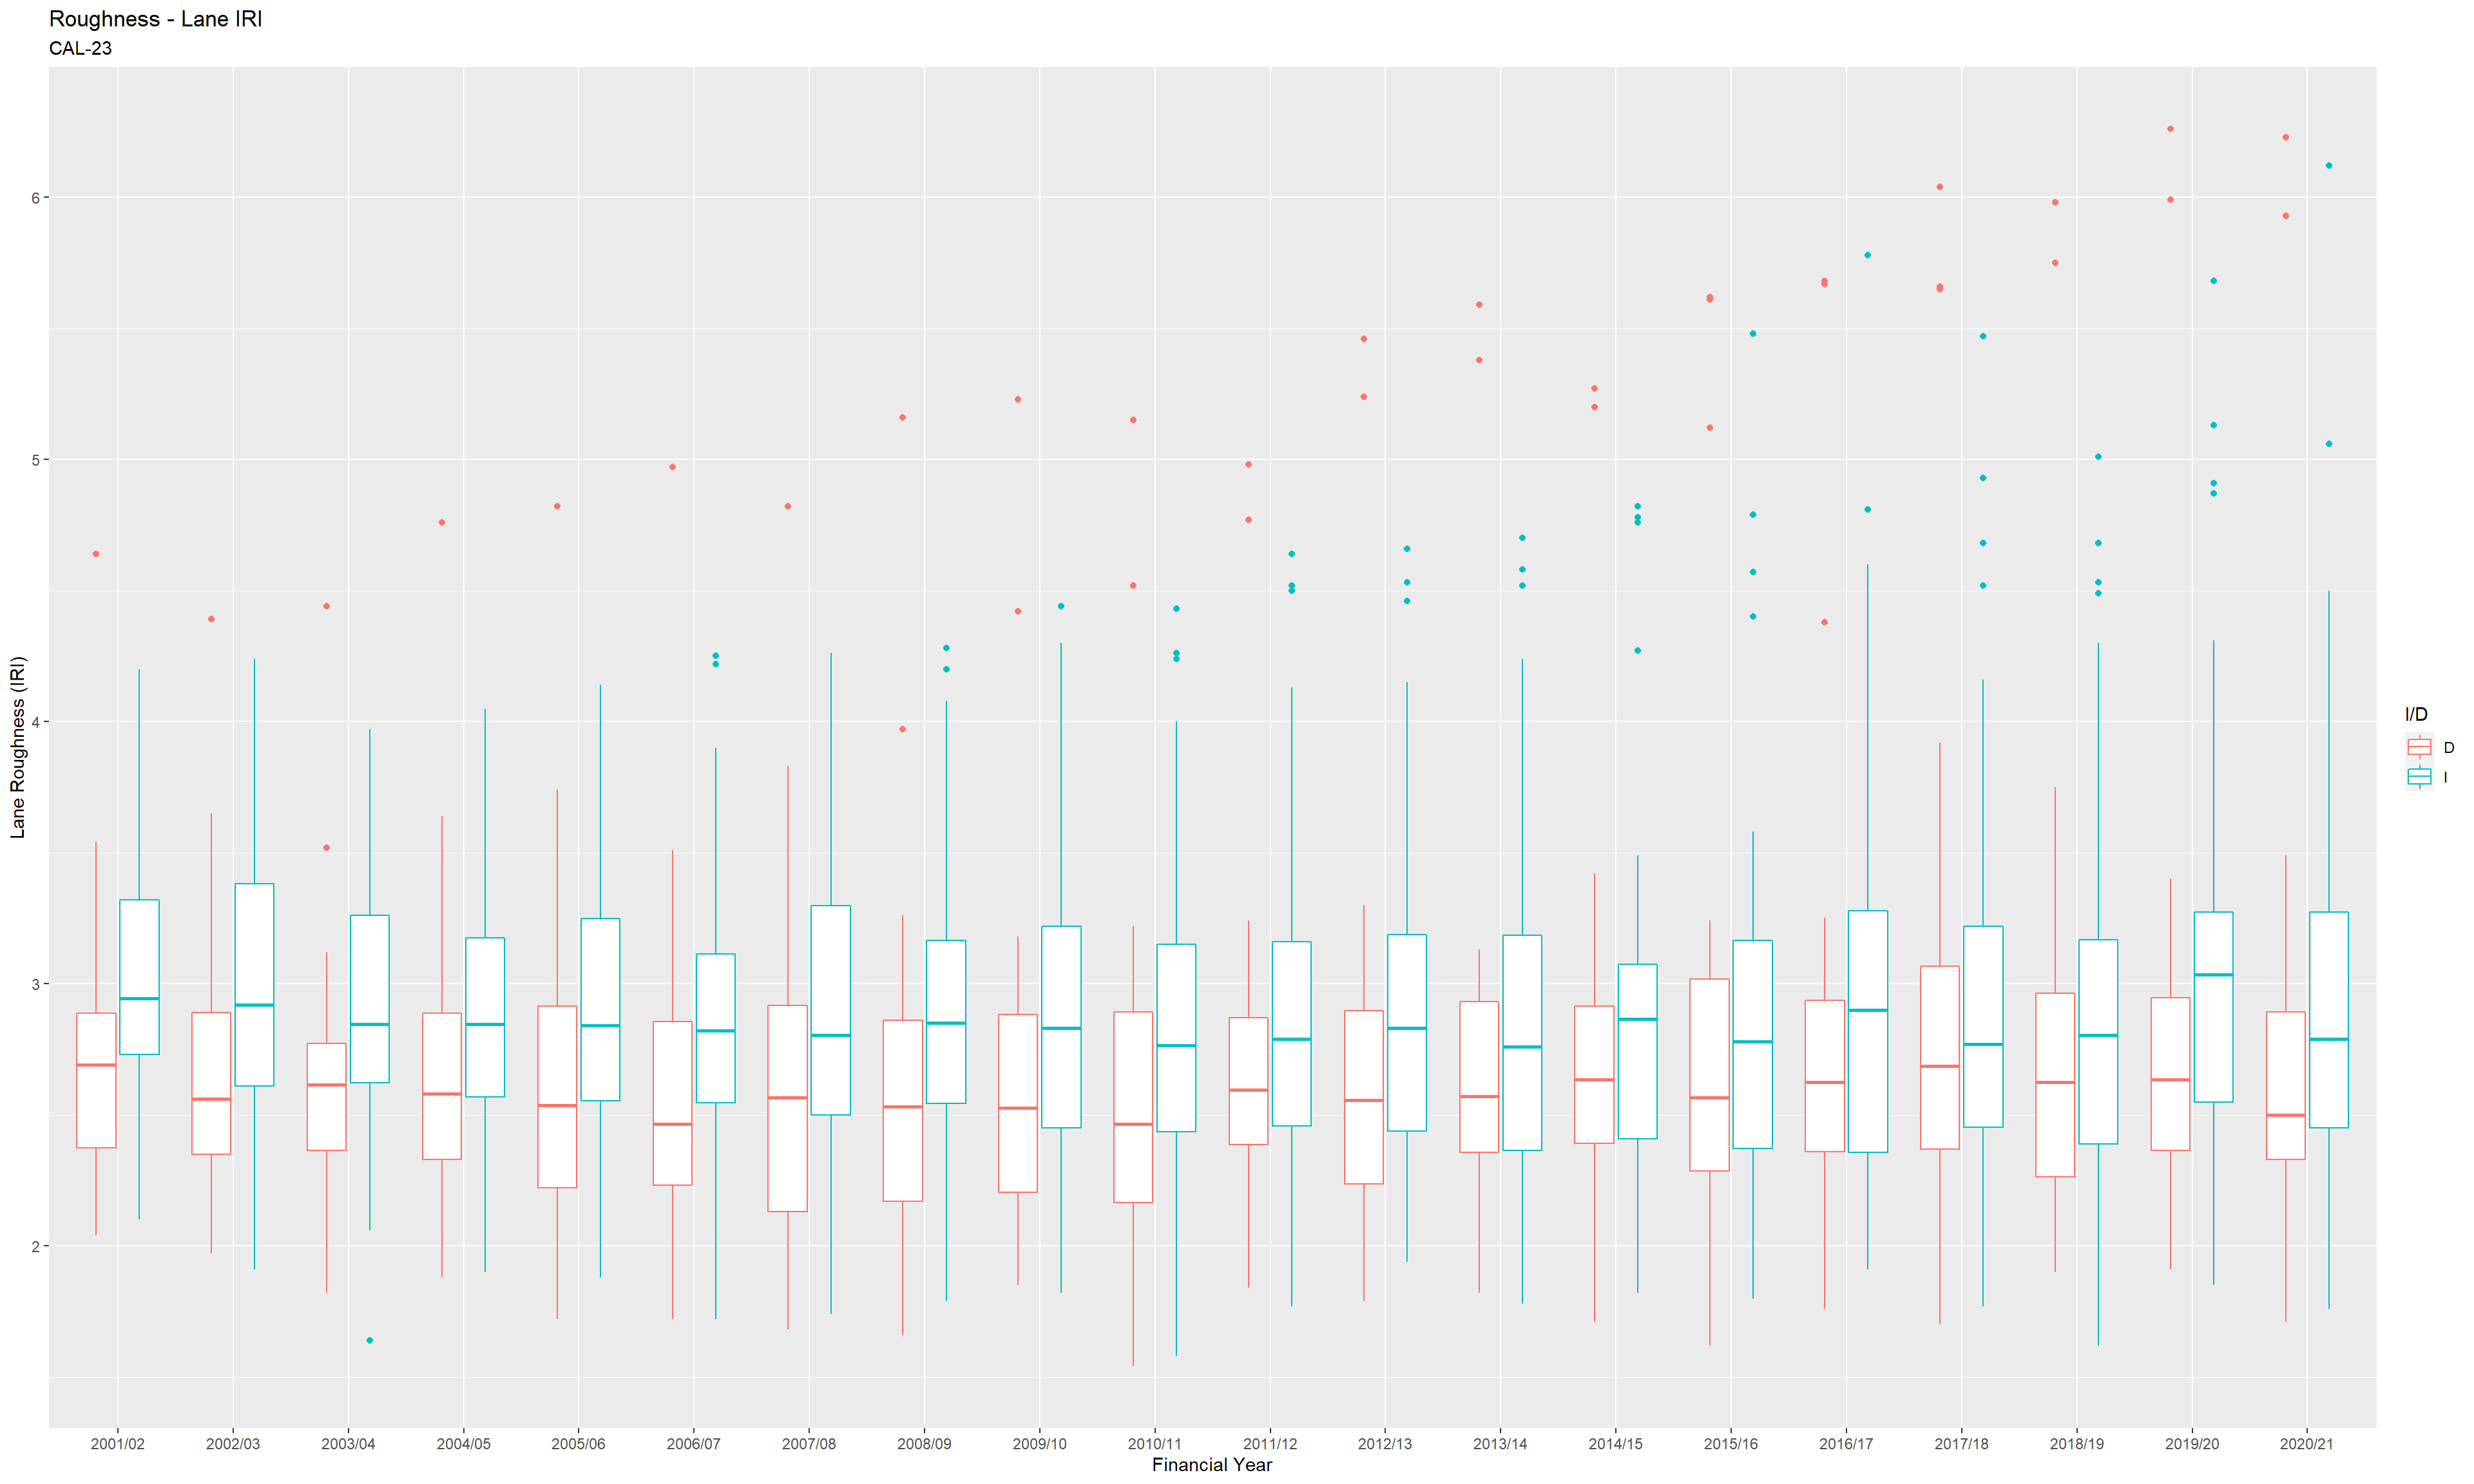 Roughness - Lane IRI
CAL-23
Lane Roughness (IRI)
6
5
4
3
2
2001/02 2002/03 2003/04 2004/05 2005/06 2006/07 2007/08 2008/09 2009/10 2010/11 2011/12 2012/13 2013/14 2014/15 2015/16 2016/17 2017/18 2018/19 2019/20 2020/21
Financial Year
I/D
D
I